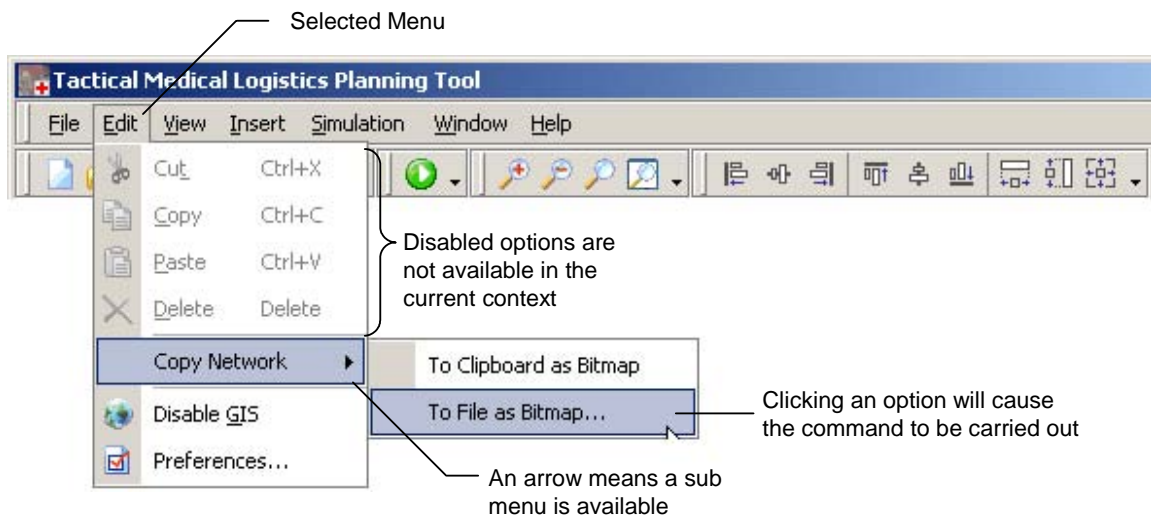 Selected Menu
Tactical Medical Logistics Planning Tool
File Edit View Insert Simulation Window Help
Cut Ctrl+X
Copy Ctrl+C
Paste Ctrl+V
Delete Delete
Disabled options are
not available in the
current context
Copy Network
To Clipboard as Bitmap
To File as Bitmap...
Clicking an option will cause
the command to be carried out
Disable GIS
Preferences...
An arrow means a sub
menu is available